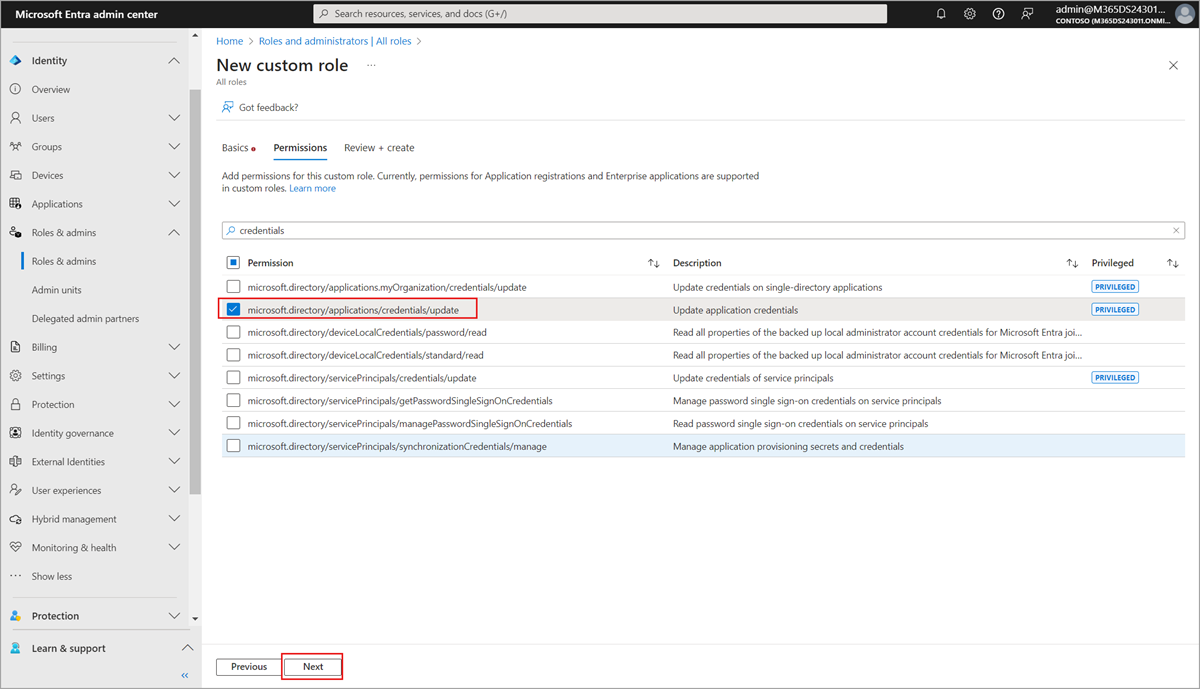 Microsoft Entra admin center
Search resources, services, and docs (G+/)
admin@M365DS24301...
CONTOSO (M365DS243011.ONMI...
Identity
Overview
Users
Groups
Devices
Applications
Roles & admins
Roles & admins
Admin units
Delegated admin partners
Billing
Settings
Protection
Identity governance
External Identities
User experiences
Hybrid management
Monitoring & health
Show less
Protection
Learn & support
Home > Roles and administrators | All roles >
New custom role ...
All roles
Got feedback?
Basics Permissions Review + create
Add permissions for this custom role. Currently, permissions for Application registrations and Enterprise applications are supported
in custom roles. Learn more
credentials
Permission Description Privileged
microsoft.directory/applications.myOrganization/credentials/update Update credentials on single-directory applications PRIVILEGED
microsoft.directory/applications/credentials/update Update application credentials PRIVILEGED
microsoft.directory/deviceLocalCredentials/password/read Read all properties of the backed up local administrator account credentials for Microsoft Entra joi...
microsoft.directory/deviceLocalCredentials/standard/read Read all properties of the backed up local administrator account credentials for Microsoft Entra joi...
microsoft.directory/servicePrincipals/credentials/update Update credentials of service principals PRIVILEGED
microsoft.directory/servicePrincipals/getPasswordSingleSignOnCredentials Manage password single sign-on credentials on service principals
microsoft.directory/servicePrincipals/managePasswordSingleSignOnCredentials Read password single sign-on credentials on service principals
microsoft.directory/servicePrincipals/synchronizationCredentials/manage Manage application provisioning secrets and credentials
Previous Next